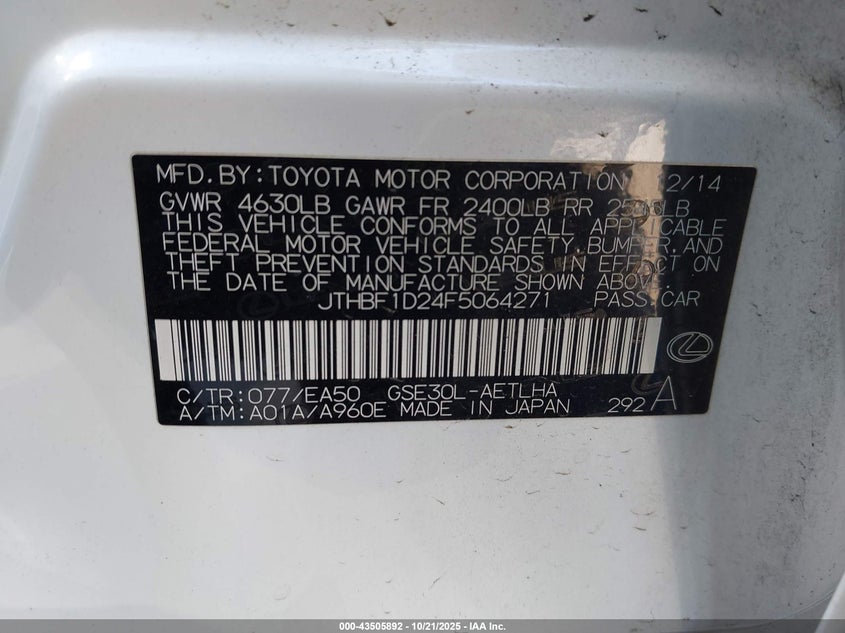 MFD. BY: TOYOTA MOTOR CORPORATION 2/14
GVWR 4630LB GAWR FR 2400LB RR
THIS VEHICLE CONFORMS TO ALL APPLICABLE
FEDERAL MOTOR VEHICLE SAFETY, BUMPER, AND
THEFT PREVENTION STANDARDS IN EFFECT ON
THE DATE OF MANUFACTURE SHOWN ABOVE.
JTHBF1D24F5064271 PASS. CAR
C/TR: 077/EA50 GSE30L-AETLHA
A/TM: A01A/A960E MADE IN JAPAN 292 A
000-43505892 - 10/21/2025 - IAA Inc.